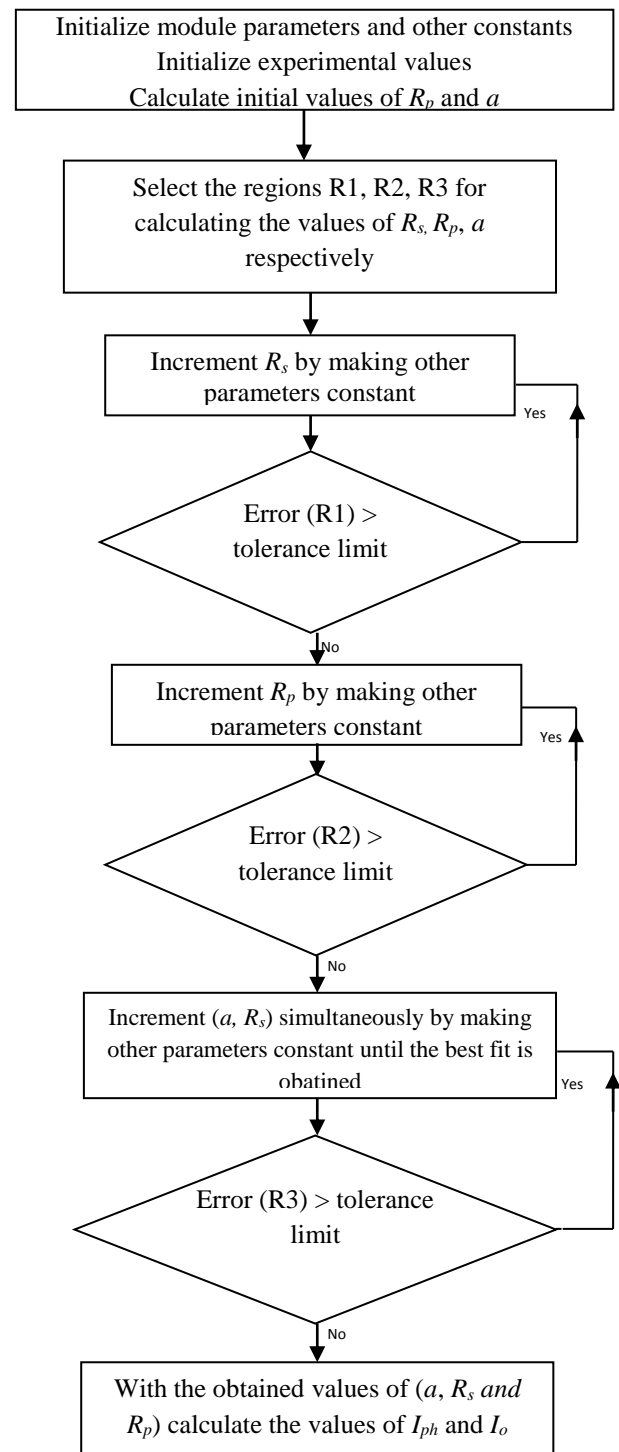 Initialize module parameters and other constants
Initialize experimental values
Calculate initial values of Rp and a
Select the regions R1, R2, R3 for
calculating the values of Rs, Rp, a
respectively
Increment Rs by making other
parameters constant
Yes
Error (R1) >
tolerance limit
No
Increment Rp by making other
parameters constant
Yes
Error (R2) >
tolerance limit
No
Increment (a, Rs) simultaneously by making
other parameters constant until the best fit is
obatined
Yes
Error (R3) > tolerance
limit
No
With the obtained values of (a, Rs and
Rp) calculate the values of Iph and Io